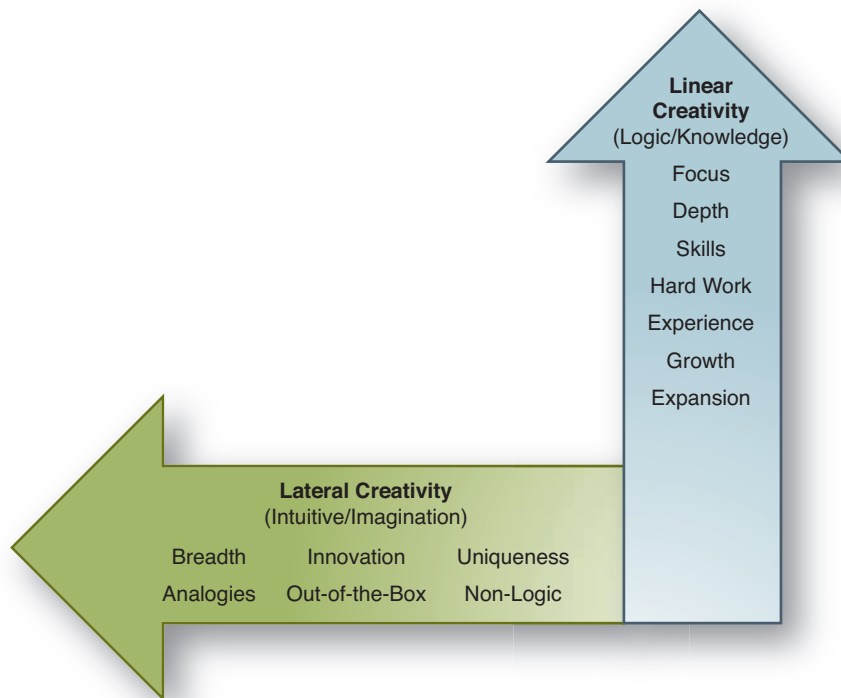 Linear
Creativity
(Logic/Knowledge)
Focus
Depth
Skills
Hard Work
Experience
Growth
Expansion
Lateral Creativity
(Intuitive/Imagination)
Breadth Innovation Uniqueness
Analogies Out-of-the-Box Non-Logic